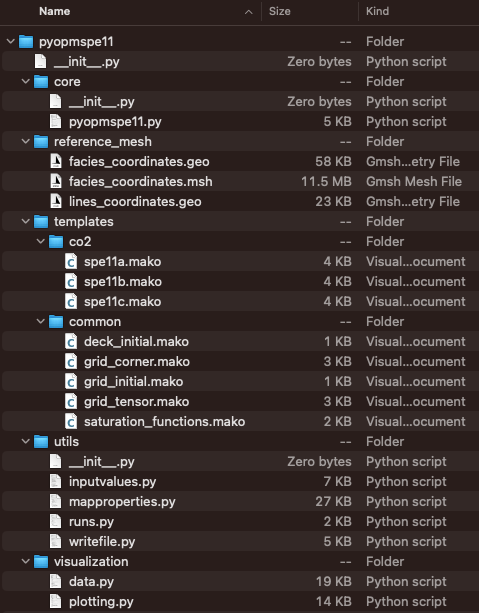 Name Size Kind
pyopmspe11 -- Folder
__init__.py Zero bytes Python script
core -- Folder
__init__.py Zero bytes Python script
pyopmspe11.py 5 KB Python script
reference_mesh -- Folder
facies_coordinates.geo 58 KB Gmsh...etry File
facies_coordinates.msh 11.5 MB Gmsh Mesh File
lines_coordinates.geo 23 KB Gmsh...etry File
templates -- Folder
co2 -- Folder
spe11a.mako 4 KB Visual...ocument
spe11b.mako 4 KB Visual...ocument
spe11c.mako 4 KB Visual...ocument
common -- Folder
deck_initial.mako 1 KB Visual...ocument
grid_corner.mako 3 KB Visual...ocument
grid_initial.mako 1 KB Visual...ocument
grid_tensor.mako 3 KB Visual...ocument
saturation_functions.mako 2 KB Visual...ocument
utils -- Folder
__init__.py Zero bytes Python script
inputvalues.py 7 KB Python script
mapproperties.py 27 KB Python script
runs.py 2 KB Python script
writefile.py 5 KB Python script
visualization -- Folder
data.py 19 KB Python script
plotting.py 14 KB Python script